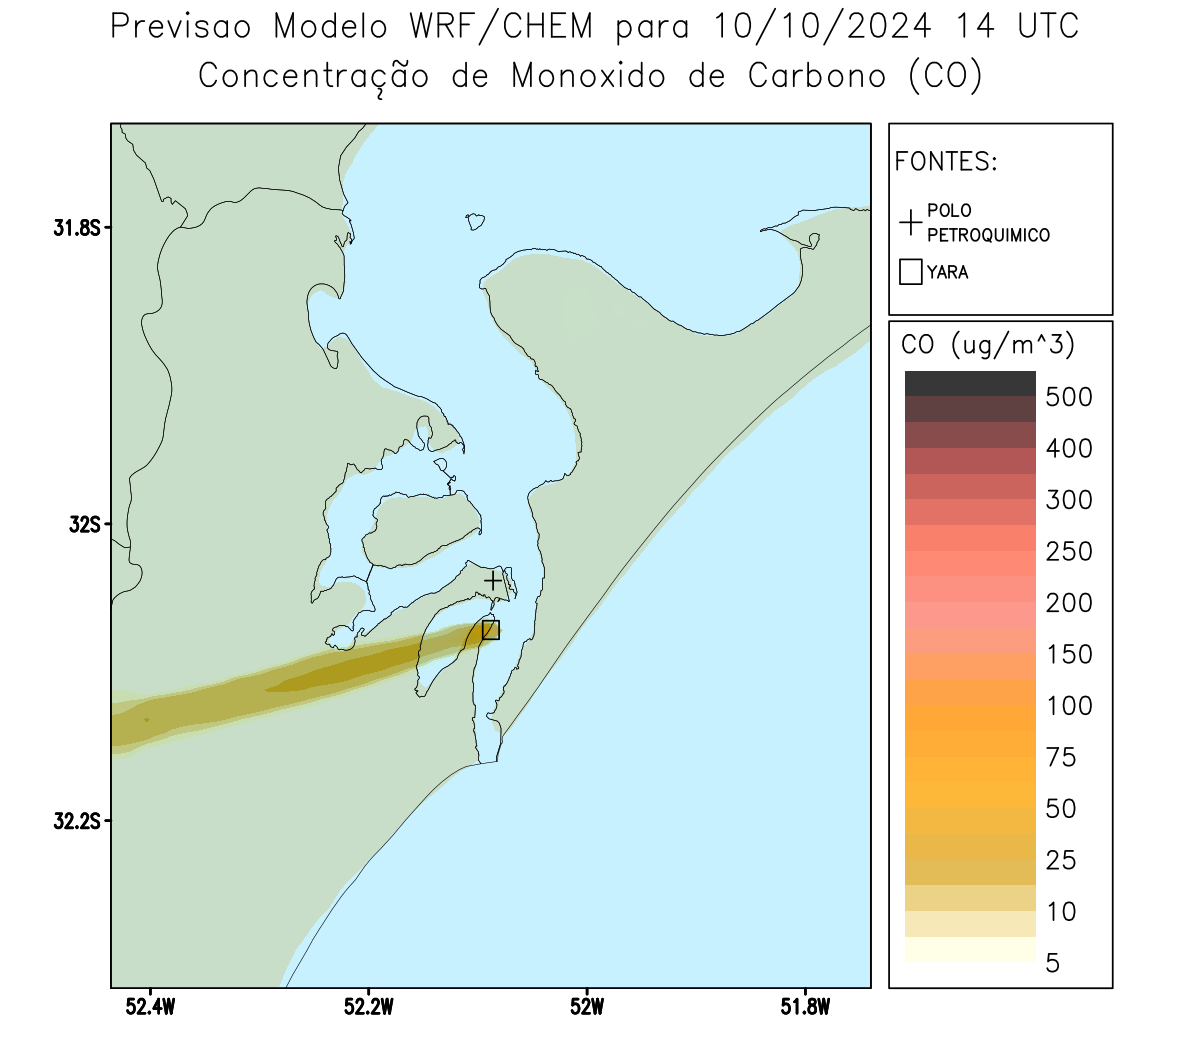 Previsao Modelo WRF/CHEM para 10/10/2024 14 UTC
Concentração de Monoxido de Carbono (CO)
FONTES:
POLO
PETROQUIMICO
YARA
CO (ug/m^3)
500
400
300
250
200
150
100
75
50
25
10
5
31.8S
32S
32.2S
52.4W
52.2W
52W
51.8W